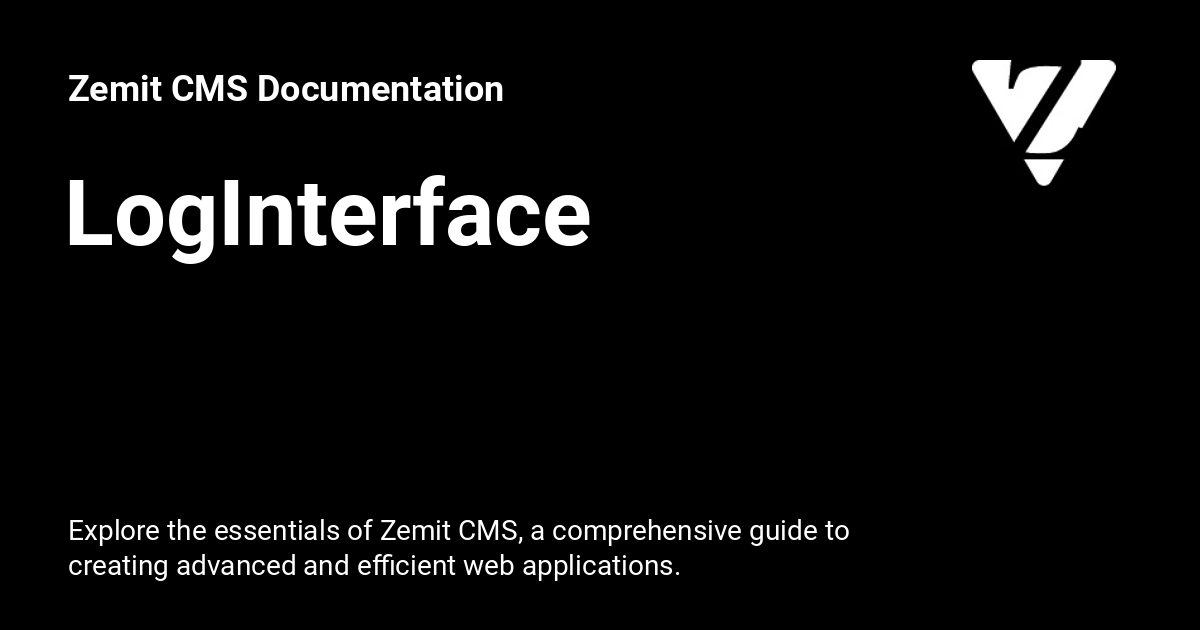 Zemit CMS Documentation
LogInterface
Explore the essentials of Zemit CMS, a comprehensive guide to
creating advanced and efficient web applications.